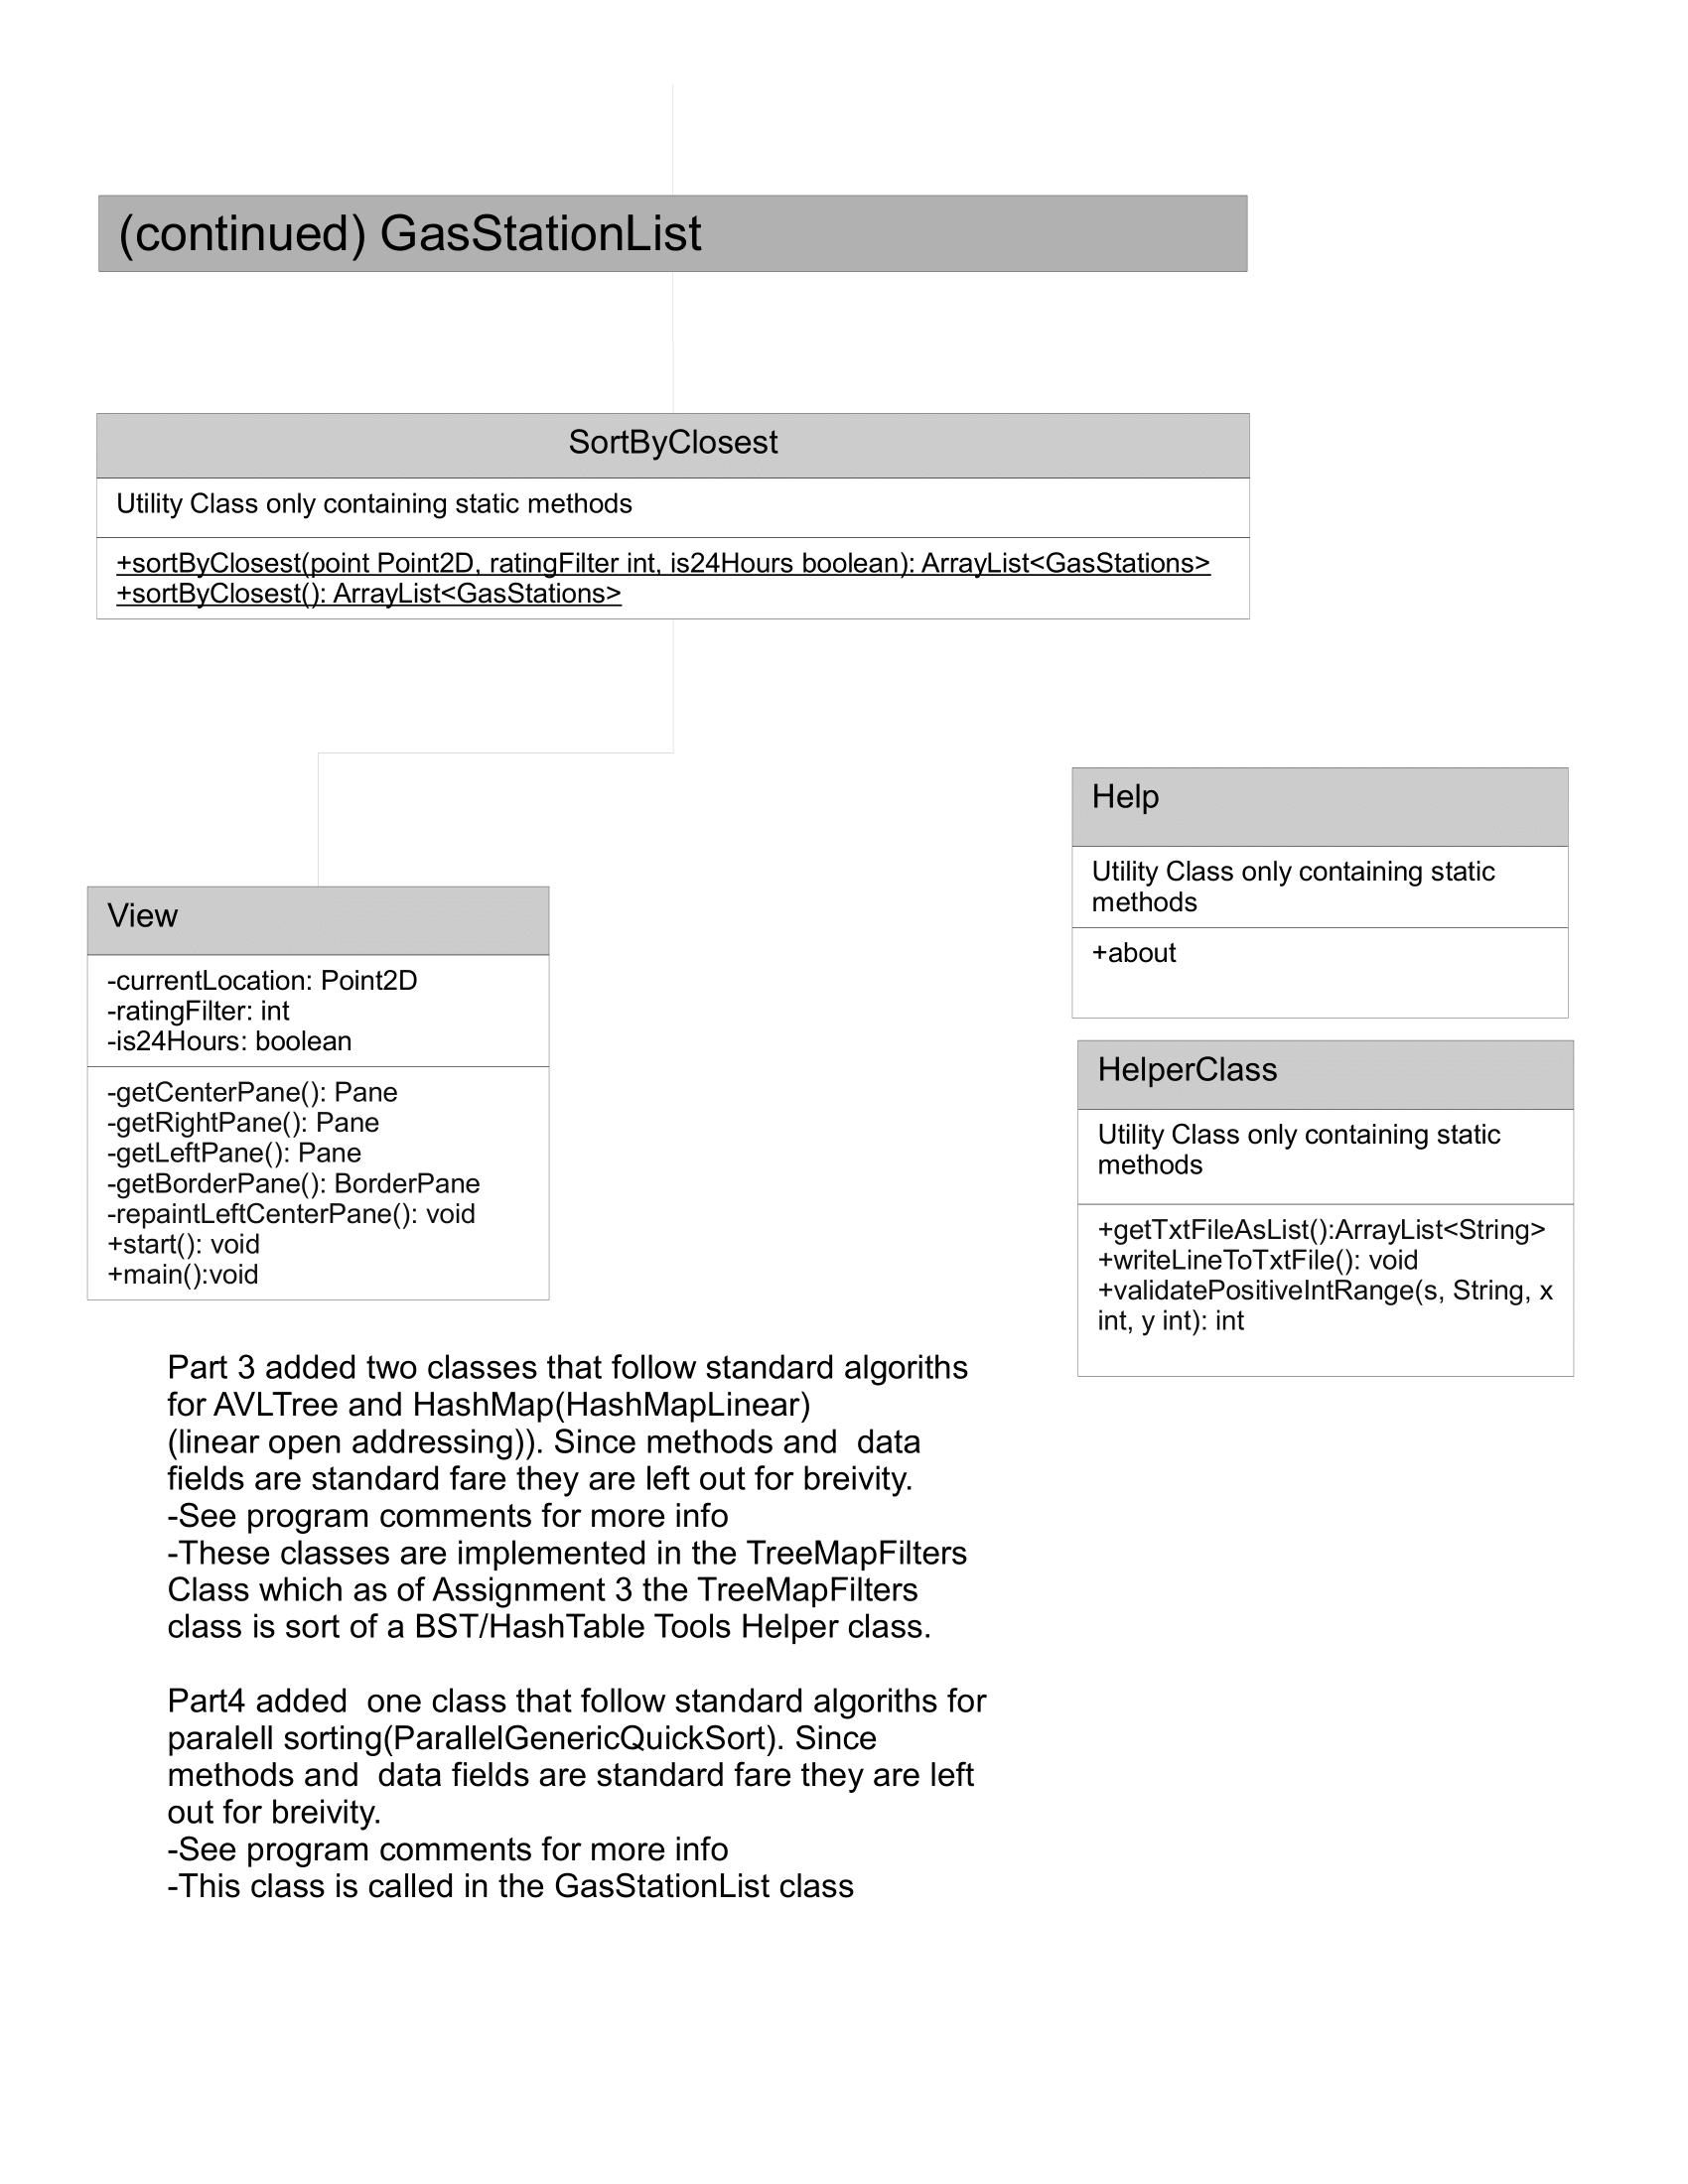 (continued) GasStationList
SortByClosest
Utility Class only containing static methods
+sortByClosest(point Point2D, ratingFilter int, is24Hours boolean): ArrayList<GasStations>
+sortByClosest(): ArrayList<GasStations>
Help
Utility Class only containing static
methods
+about
View
-currentLocation: Point2D
-ratingFilter: int
-is24Hours: boolean
-getCenterPane(): Pane
-getRightPane(): Pane
-getLeftPane(): Pane
-getBorderPane(): BorderPane
-repaintLeftCenterPane(): void
+start(): void
+main():void
HelperClass
Utility Class only containing static
methods
+getTxtFileAsList():ArrayList<String>
+writeLineToTxtFile(): void
+validatePositiveIntRange(s, String, x
int, y int): int
Part 3 added two classes that follow standard algoriths
for AVLTree and HashMap(HashMapLinear)
(linear open addressing)). Since methods and  data
fields are standard fare they are left out for breivity.
-See program comments for more info
-These classes are implemented in the TreeMapFilters
Class which as of Assignment 3 the TreeMapFilters
class is sort of a BST/HashTable Tools Helper class.
Part4 added  one class that follow standard algoriths for
paralell sorting(ParallelGenericQuickSort). Since
methods and  data fields are standard fare they are left
out for breivity.
-See program comments for more info
-This class is called in the GasStationList class